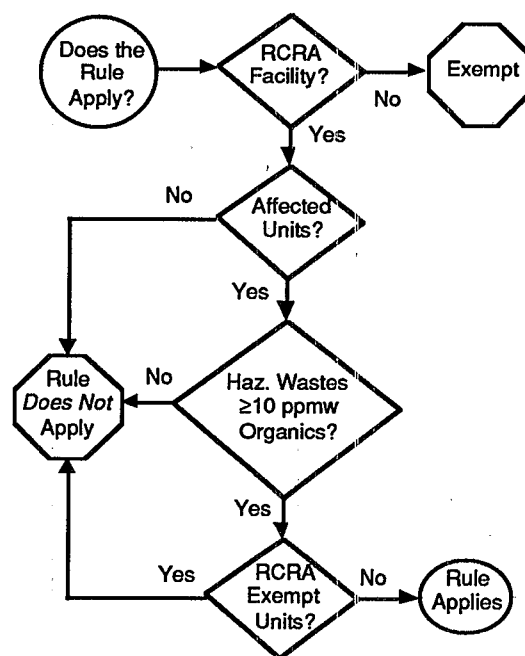 Does the
Rule
Apply?
RCRA
Facility?
No
Exempt
Yes
No
Affected
Units?
Yes
Rule
Does Not
Apply
No
Haz. Wastes
≥10 ppmw
Organics?
Yes
Yes
RCRA
Exempt
Units?
No
Rule
Applies